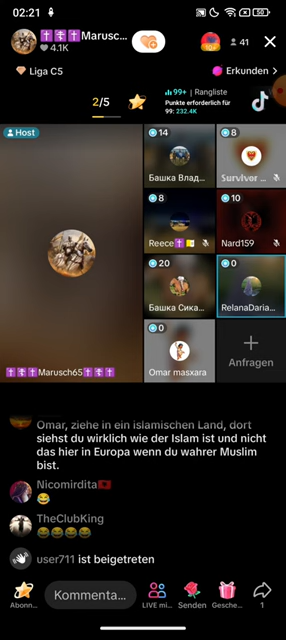 02:21
50
✝️☦️✝️Marusch...
4.1K
41
Liga C5
Erkunden >
2/5
99+ | Rangliste
Punkte erforderlich für
99: 232.4K
Host
14
Башка Влад...
8
Survivor ...
8
Reece✝️
10
Nard159
20
Башка Сика...
0
RelanaDaria...
✝️☦️✝️Marusch65✝️☦️✝️
0
Omar masxara
+
Anfragen
Omar, ziehe in ein islamischen Land, dort
siehst du wirklich wie der Islam ist und nicht
das hier in Europa wenn du wahrer Muslim
bist.
Nicomirdita🇦🇱
😂
TheClubKing
😂😂😂😂
user711 ist beigetreten
Abonn...
Kommenta...
LIVE mi...
Senden
Gesche...
1